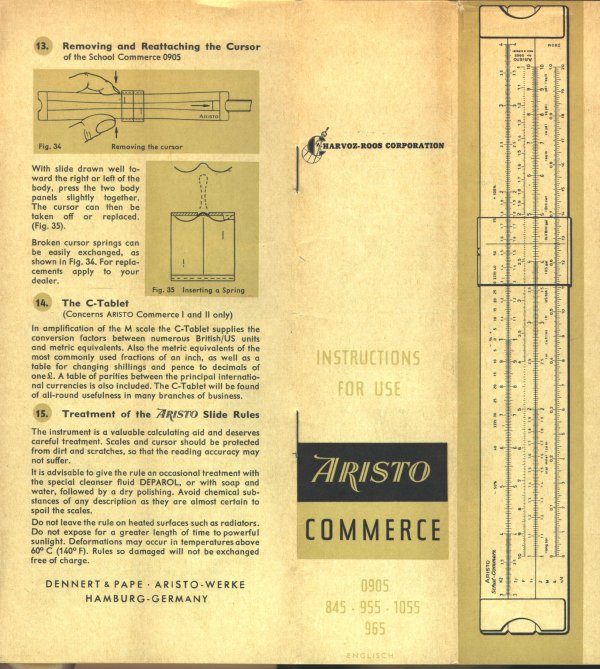 13. Removing and Reattaching the Cursor
of the School Commerce 0905
ARISTO
Fig. 34 Removing the cursor
With slide drawn well to-
ward the right or left of the
body, press the two body
panels slightly together.
The cursor can then be
taken off or replaced.
(Fig. 35).
Broken cursor springs can
be easily exchanged, as
shown in Fig. 34. For repla-
cements apply to your
dealer.
Fig. 35 Inserting a Spring
14. The C-Tablet
(Concerns ARISTO Commerce I and II only)
In amplification of the M scale the C-Tablet supplies the
conversion factors between numerous British/US units
and metric equivalents. Also the metric equivalents of the
most commonly used fractions of an inch, as well as a
table for changing shillings and pence to decimals of
one £. A table of parities between the principal internatio-
nal currencies is also included. The C-Tablet will be found
of all-round usefulness in many branches of business.
15. Treatment of the ARISTO Slide Rules
The instrument is a valuable calculating aid and deserves
careful treatment. Scales and cursor should be protected
from dirt and scratches, so that the reading accuracy may
not suffer.
It is advisable to give the rule an occasional treatment with
the special cleanser fluid DEPAROL, or with soap and
water, followed by a dry polishing. Avoid chemical sub-
stances of any description as they are almost certain to
spoil the scales.
Do not leave the rule on heated surfaces such as radiators.
Do not expose for a greater length of time to powerful
sunlight. Deformations may occur in temperatures above
60° C (140° F). Rules so damaged will not be exchanged
free of charge.
DENNERT & PAPE · ARISTO-WERKE
HAMBURG-GERMANY
CHARVOZ-ROOS CORPORATION
INSTRUCTIONS
FOR USE
ARISTO
COMMERCE
0905
845 · 955 · 1055
965
ENGLISCH
ARISTO